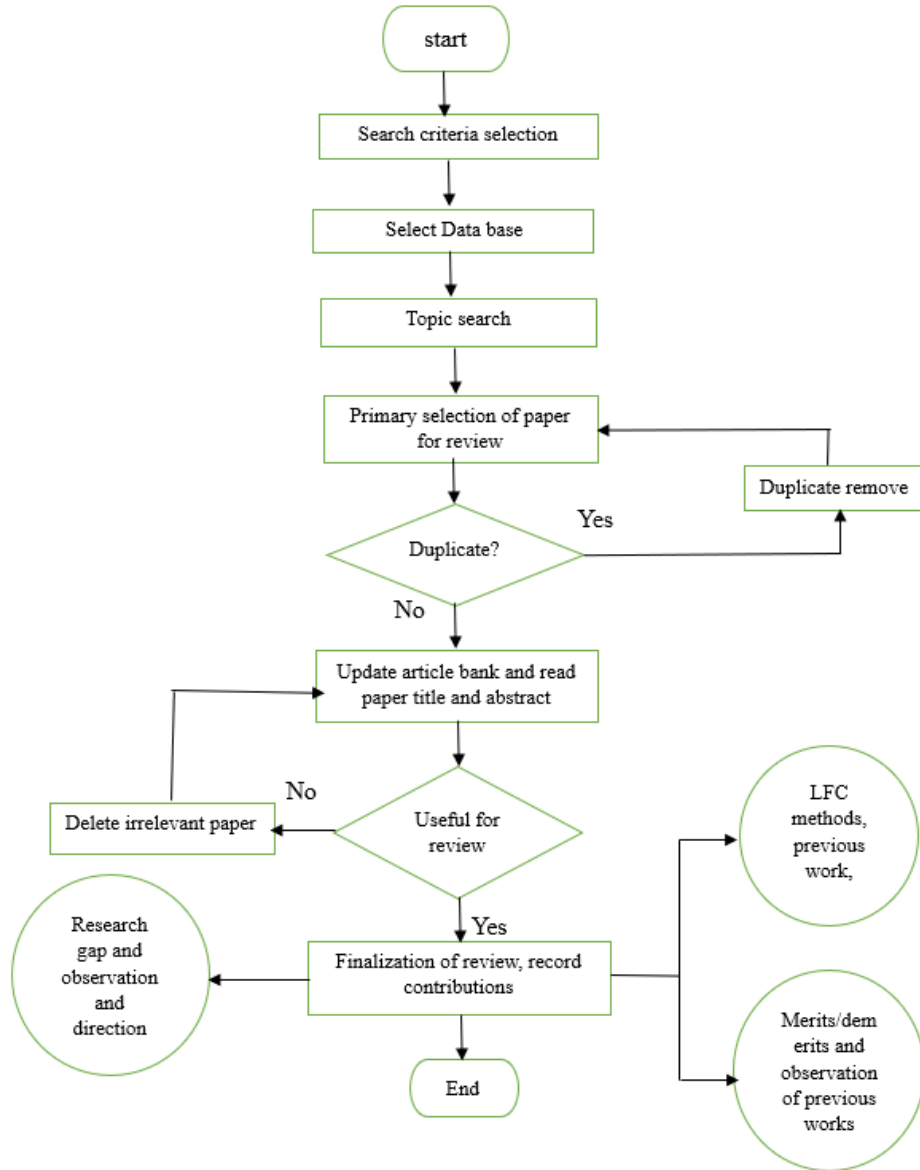 start
Search criteria selection
Select Data base
Topic search
Primary selection of paper
for review
Duplicate remove
Yes
Duplicate?
No
Update article bank and read
paper title and abstract
No
Delete irrelevant paper
Useful for
review
LFC
methods,
previous
work,
Yes
Research
gap and
observation
and
direction
Finalization of review, record
contributions
Merits/dem
erits and
observation
of previous
works
End